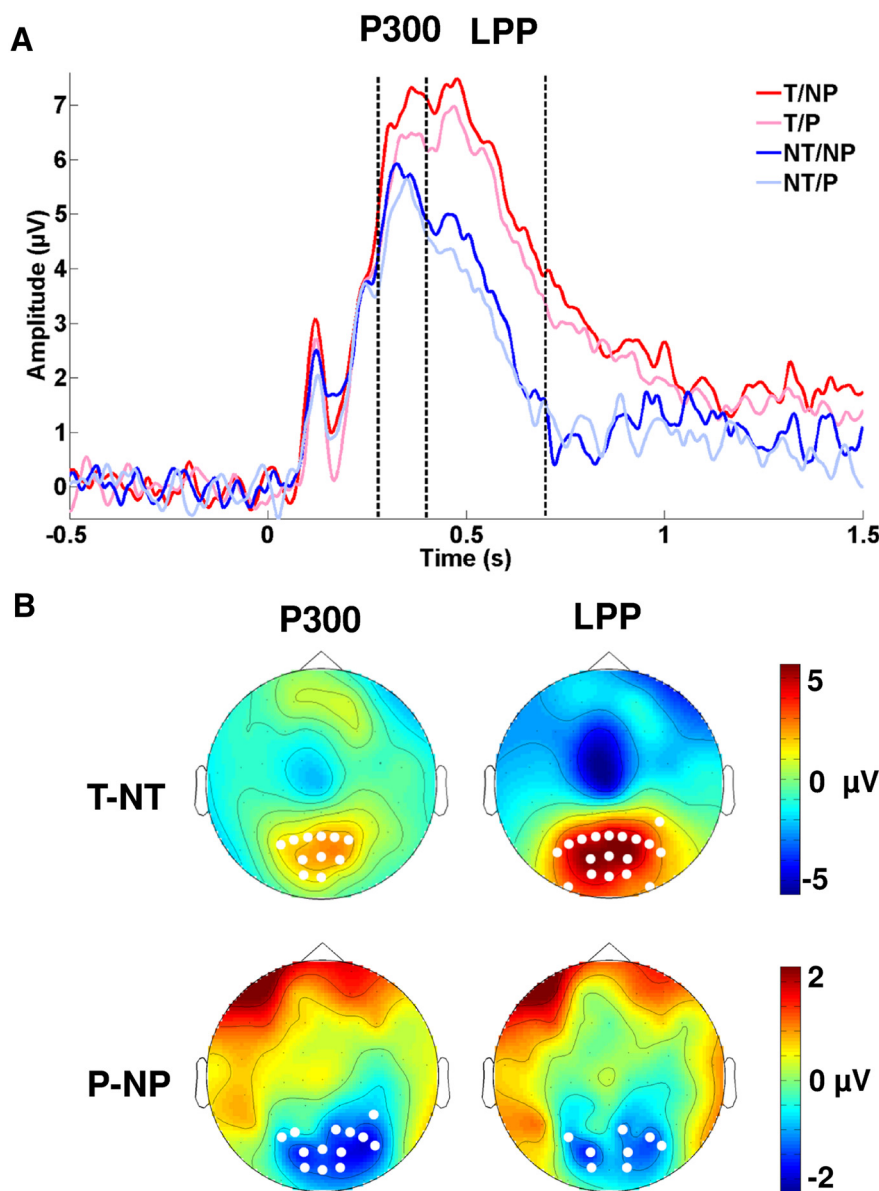 P300 LPP
A
T/NP
T/P
NT/NP
NT/P
Amplitude (µV)
7
6
5
4
3
2
1
0
-0.5 0 0.5 1 1.5
Time (s)
B
P300 LPP
T-NT
5
0 µV
-5
P-NP
2
0 µV
-2